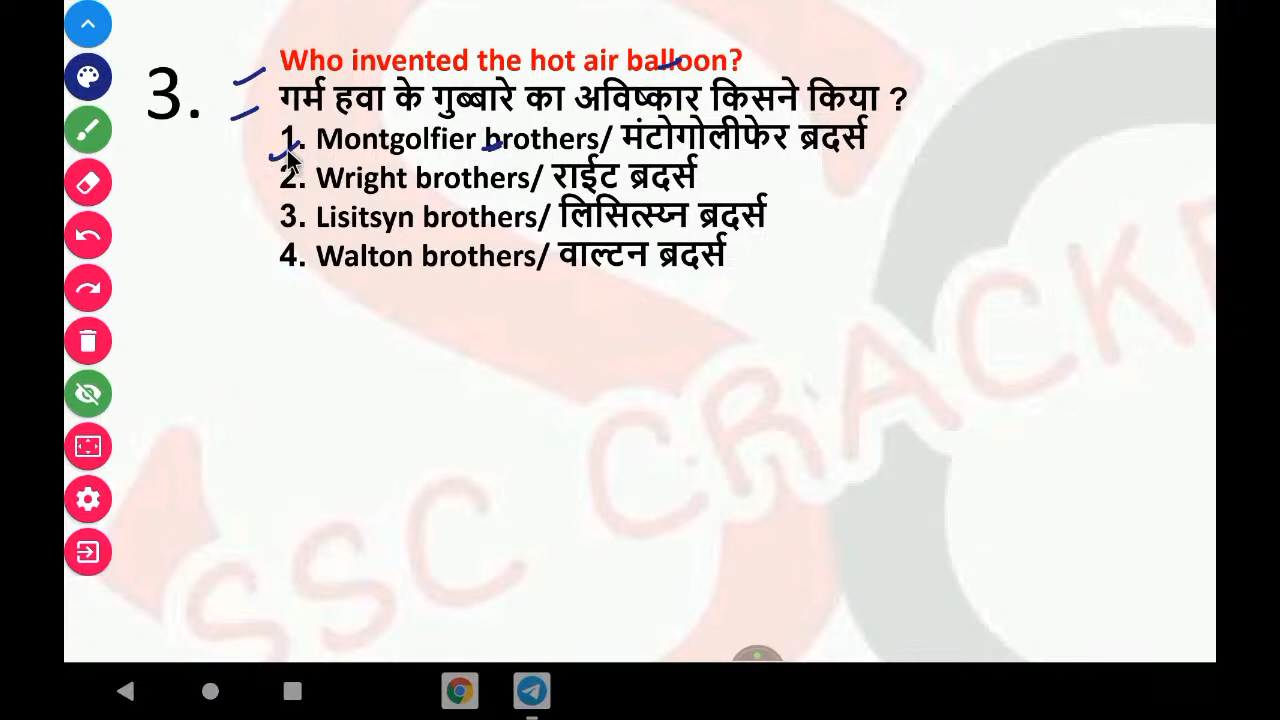 3.
Who invented the hot air balloon?
गर्म हवा के गुब्बारे का अविष्कार किसने किया ?
1. Montgolfier brothers/ मंटोगोलीफेर ब्रदर्स
2. Wright brothers/ राईट ब्रदर्स
3. Lisitsyn brothers/ लिसित्स्य्न ब्रदर्स
4. Walton brothers/ वाल्टन ब्रदर्स
SSC CRACKE